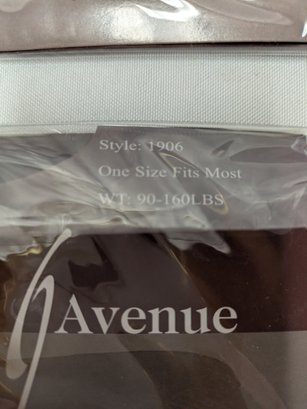 Style: 1906
One Size Fits Most
WT: 90-160LBS
Avenue